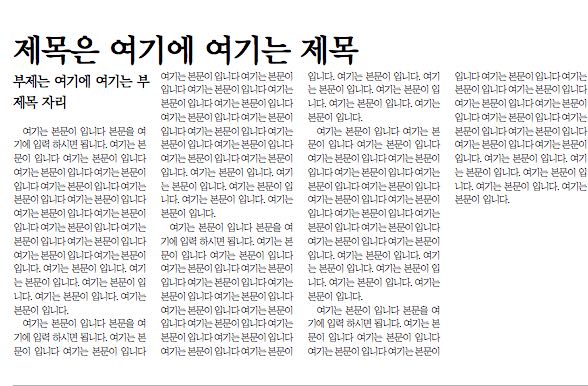 제목은 여기에 여기는 제목
부제는 여기에 여기는 부
제목 자리
여기는 본문이 입니다 본문을 여
기에 입력 하시면 됩니다. 여기는 본
문이 입니다 여기는 본문이 입니다
여기는 본문이 입니다 여기는 본문이
입니다 여기는 본문이 입니다 여기는
본문이 입니다 여기는 본문이 입니다
여기는 본문이 입니다 여기는 본문이
입니다 여기는 본문이 입니다 여기는
본문이 입니다 여기는 본문이 입니다
여기는 본문이 입니다 여기는 본문이
입니다. 여기는 본문이 입니다. 여기
는 본문이 입니다. 여기는 본문이 입
니다. 여기는 본문이 입니다. 여기는
본문이 입니다.
여기는 본문이 입니다 본문을 여
기에 입력 하시면 됩니다. 여기는 본
문이 입니다 여기는 본문이 입니다
여기는 본문이 입니다 여기는 본문이
입니다 여기는 본문이 입니다 여기는
본문이 입니다 여기는 본문이 입니다
여기는 본문이 입니다 여기는 본문이
입니다 여기는 본문이 입니다 여기는
본문이 입니다 여기는 본문이 입니다
여기는 본문이 입니다 여기는 본문이
입니다. 여기는 본문이 입니다. 여기
는 본문이 입니다. 여기는 본문이 입
니다. 여기는 본문이 입니다. 여기는
본문이 입니다.
여기는 본문이 입니다 본문을 여
기에 입력 하시면 됩니다. 여기는 본
문이 입니다 여기는 본문이 입니다
여기는 본문이 입니다 여기는 본문이
입니다 여기는 본문이 입니다 여기는
본문이 입니다 여기는 본문이 입니다
여기는 본문이 입니다 여기는 본문이
입니다 여기는 본문이 입니다 여기는
본문이 입니다 여기는 본문이 입니다
여기는 본문이 입니다 여기는 본문이
입니다. 여기는 본문이 입니다. 여기
는 본문이 입니다. 여기는 본문이 입
니다. 여기는 본문이 입니다. 여기는
본문이 입니다.
여기는 본문이 입니다 여기는 본
문이 입니다 여기는 본문이 입니다
여기는 본문이 입니다 여기는 본문이
입니다 여기는 본문이 입니다 여기는
본문이 입니다 여기는 본문이 입니다
여기는 본문이 입니다 여기는 본문이
입니다 여기는 본문이 입니다 여기는
본문이 입니다 여기는 본문이 입니다
여기는 본문이 입니다 여기는 본문이
입니다. 여기는 본문이 입니다. 여기
는 본문이 입니다. 여기는 본문이 입
니다. 여기는 본문이 입니다. 여기는
본문이 입니다.
여기는 본문이 입니다 본문을 여
기에 입력 하시면 됩니다. 여기는 본
문이 입니다 여기는 본문이 입니다
여기는 본문이 입니다 여기는 본문이
입니다 여기는 본문이 입니다 여기는
본문이 입니다 여기는 본문이 입니다
여기는 본문이 입니다 여기는 본문이
입니다 여기는 본문이 입니다 여기는
본문이 입니다 여기는 본문이 입니다
여기는 본문이 입니다 여기는 본문이
입니다. 여기는 본문이 입니다. 여기
는 본문이 입니다. 여기는 본문이 입
니다. 여기는 본문이 입니다. 여기는
본문이 입니다.